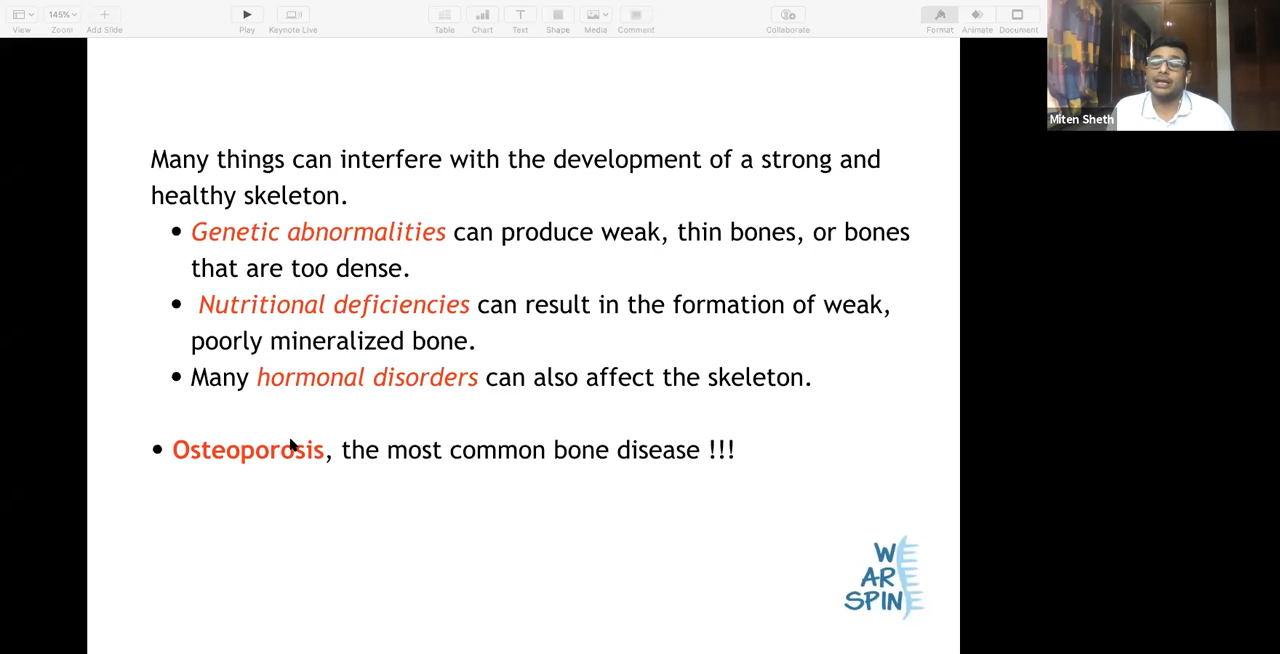 145%
View
Zoom
Add Slide
Play
Keynote Live
Table
Chart
Text
Shape
Media
Comment
Collaborate
Format
Animate
Document
Miten Sheth
Many things can interfere with the development of a strong and
healthy skeleton.
• Genetic abnormalities can produce weak, thin bones, or bones
that are too dense.
• Nutritional deficiencies can result in the formation of weak,
poorly mineralized bone.
• Many hormonal disorders can also affect the skeleton.
• Osteoporosis, the most common bone disease !!!
WE
ARE
SPINE